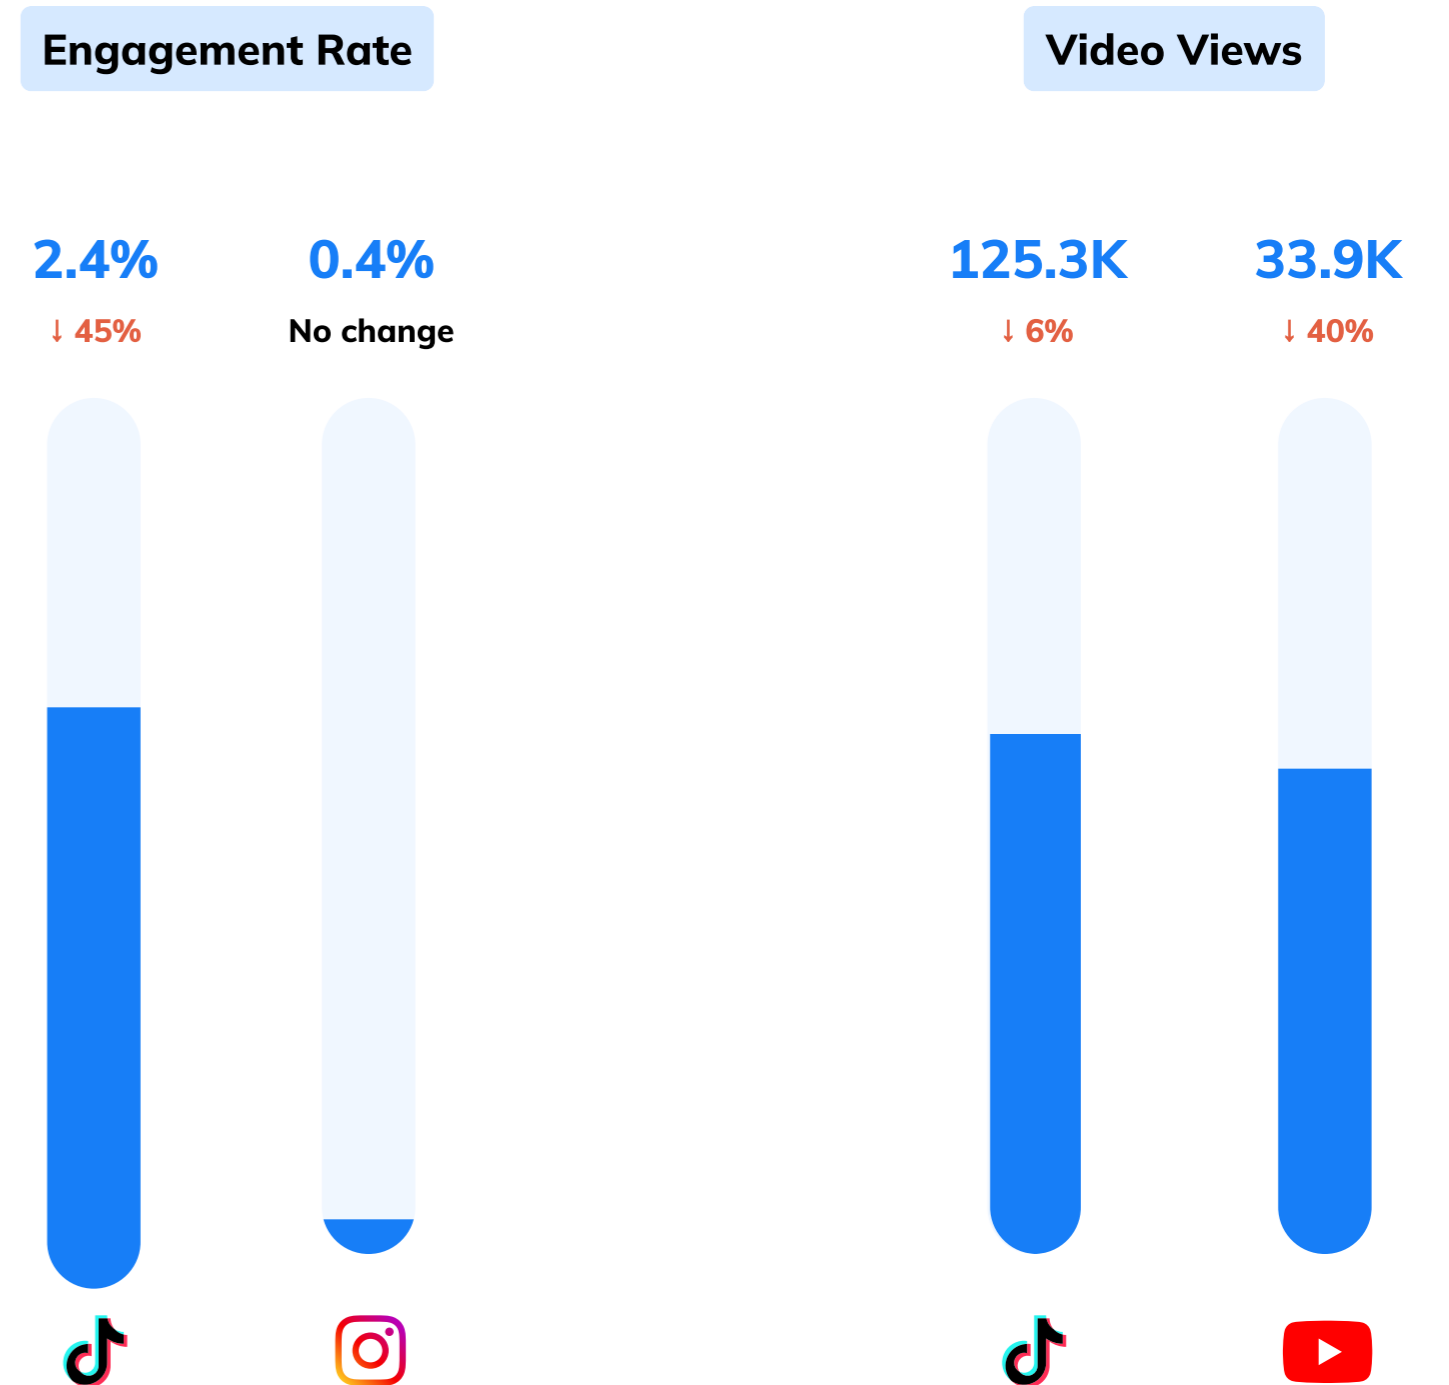 Engagement Rate
Video Views
2.4%
0.4%
125.3K
33.9K
↓ 45%
No change
↓ 6%
↓ 40%